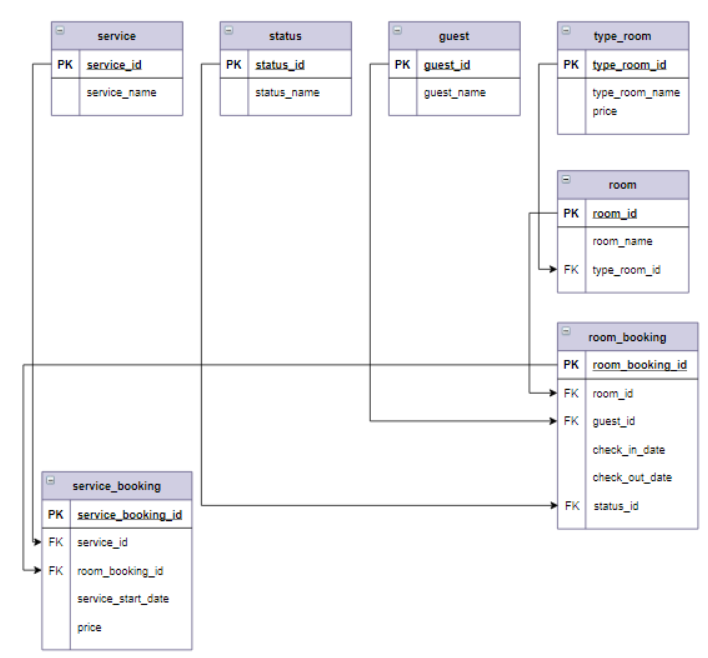 service
PK service_id
service_name
status
PK status_id
status_name
guest
PK guest_id
guest_name
type_room
PK type_room_id
type_room_name
price
room
PK room_id
room_name
FK type_room_id
room_booking
PK room_booking_id
FK room_id
FK guest_id
check_in_date
check_out_date
FK status_id
service_booking
PK service_booking_id
FK service_id
FK room_booking_id
service_start_date
price